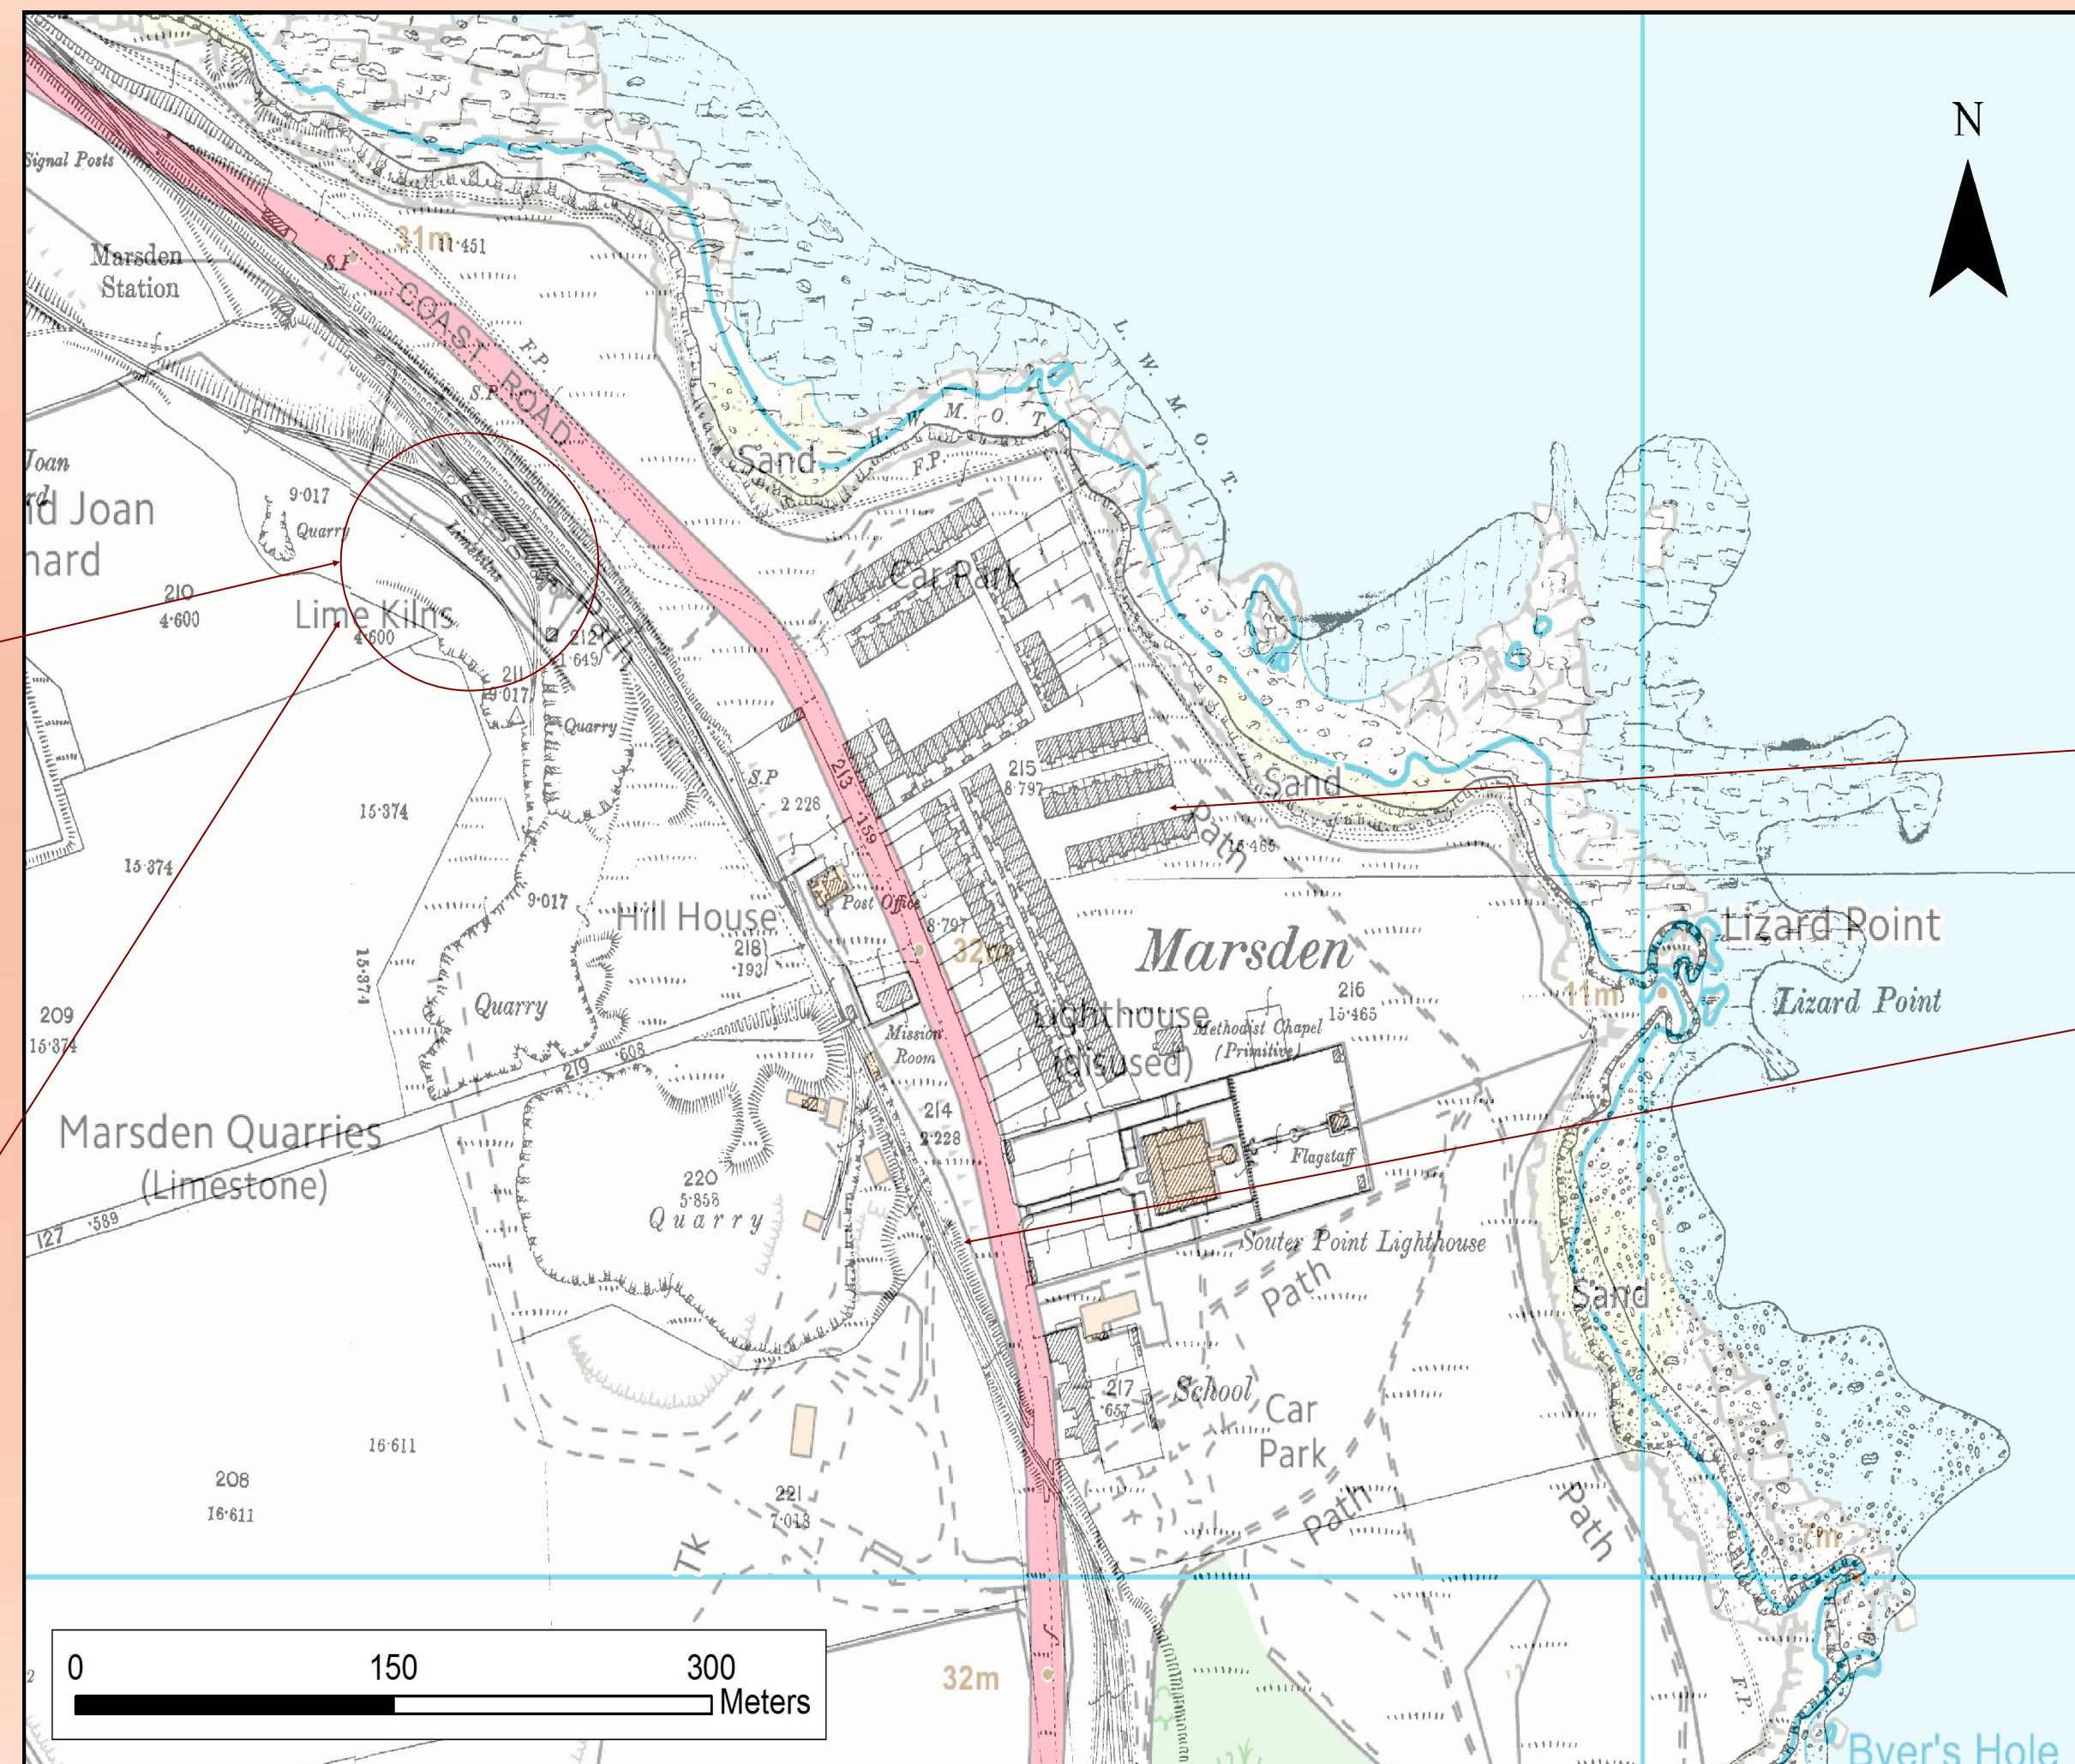 N
Signal Posts
Marsden
Station
31m
11·451
S.P
COAST ROAD
F.P.
S.P
L. W. M. O. T.
H. W. M. O. T.
F.P.
Sand
Joan
rd
d Joan
nard
9·017
Quarry
Limekilns
Car Park
210
4·600
Lime Kilns
4·600
212
1·649
Path
211
9·017
Quarry
S.P
2 228
213
·159
215
8·797
Sand
Path
15·465
15·374
15·374
9·017
Hill House
218
·193
Post Office
8·797
32m
Marsden
Lizard Point
Lizard Point
11m
15·374
Quarry
209
15·374
Mission
Room
Lighthouse
(disused)
Methodist Chapel
(Primitive)
216
15·465
219
·608
Marsden Quarries
(Limestone)
127
·589
214
2·228
220
5·858
Quarry
Flagstaff
Souter Point Lighthouse
Path
Sand
217
·657
School
Car
Park
16·611
208
16·611
221
7·018
Tk
Path
Path
7m
0 150 300
Meters
32m
F.P.
Byer's Hole